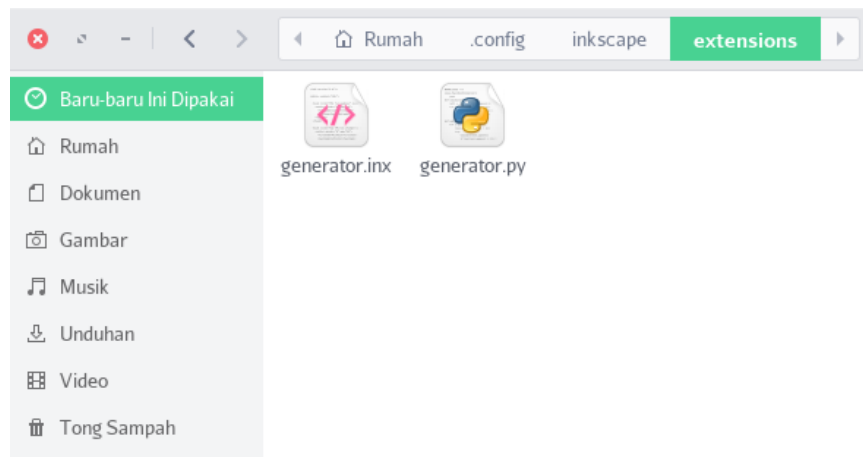 Rumah .config inkscape extensions
Baru-baru Ini Dipakai
Rumah
Dokumen
Gambar
Musik
Unduhan
Video
Tong Sampah
generator.inx generator.py